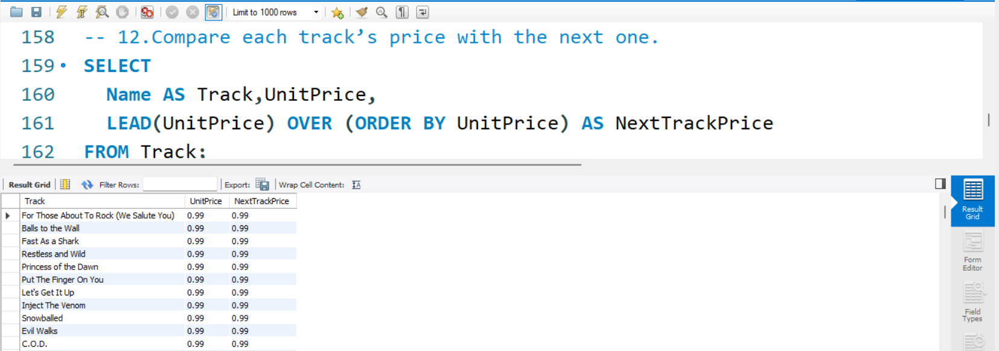 Limit to 1000 rows
158 -- 12.Compare each track’s price with the next one.
159 SELECT
160 Name AS Track,UnitPrice,
161 LEAD(UnitPrice) OVER (ORDER BY UnitPrice) AS NextTrackPrice
162 FROM Track;
Result Grid Filter Rows: Export: Wrap Cell Content: IA
Track UnitPrice NextTrackPrice
For Those About To Rock (We Salute You) 0.99 0.99
Balls to the Wall 0.99 0.99
Fast As a Shark 0.99 0.99
Restless and Wild 0.99 0.99
Princess of the Dawn 0.99 0.99
Put The Finger On You 0.99 0.99
Let's Get It Up 0.99 0.99
Inject The Venom 0.99 0.99
Snowballed 0.99 0.99
Evil Walks 0.99 0.99
C.O.D. 0.99 0.99
Result
Grid
Form
Editor
Field
Types